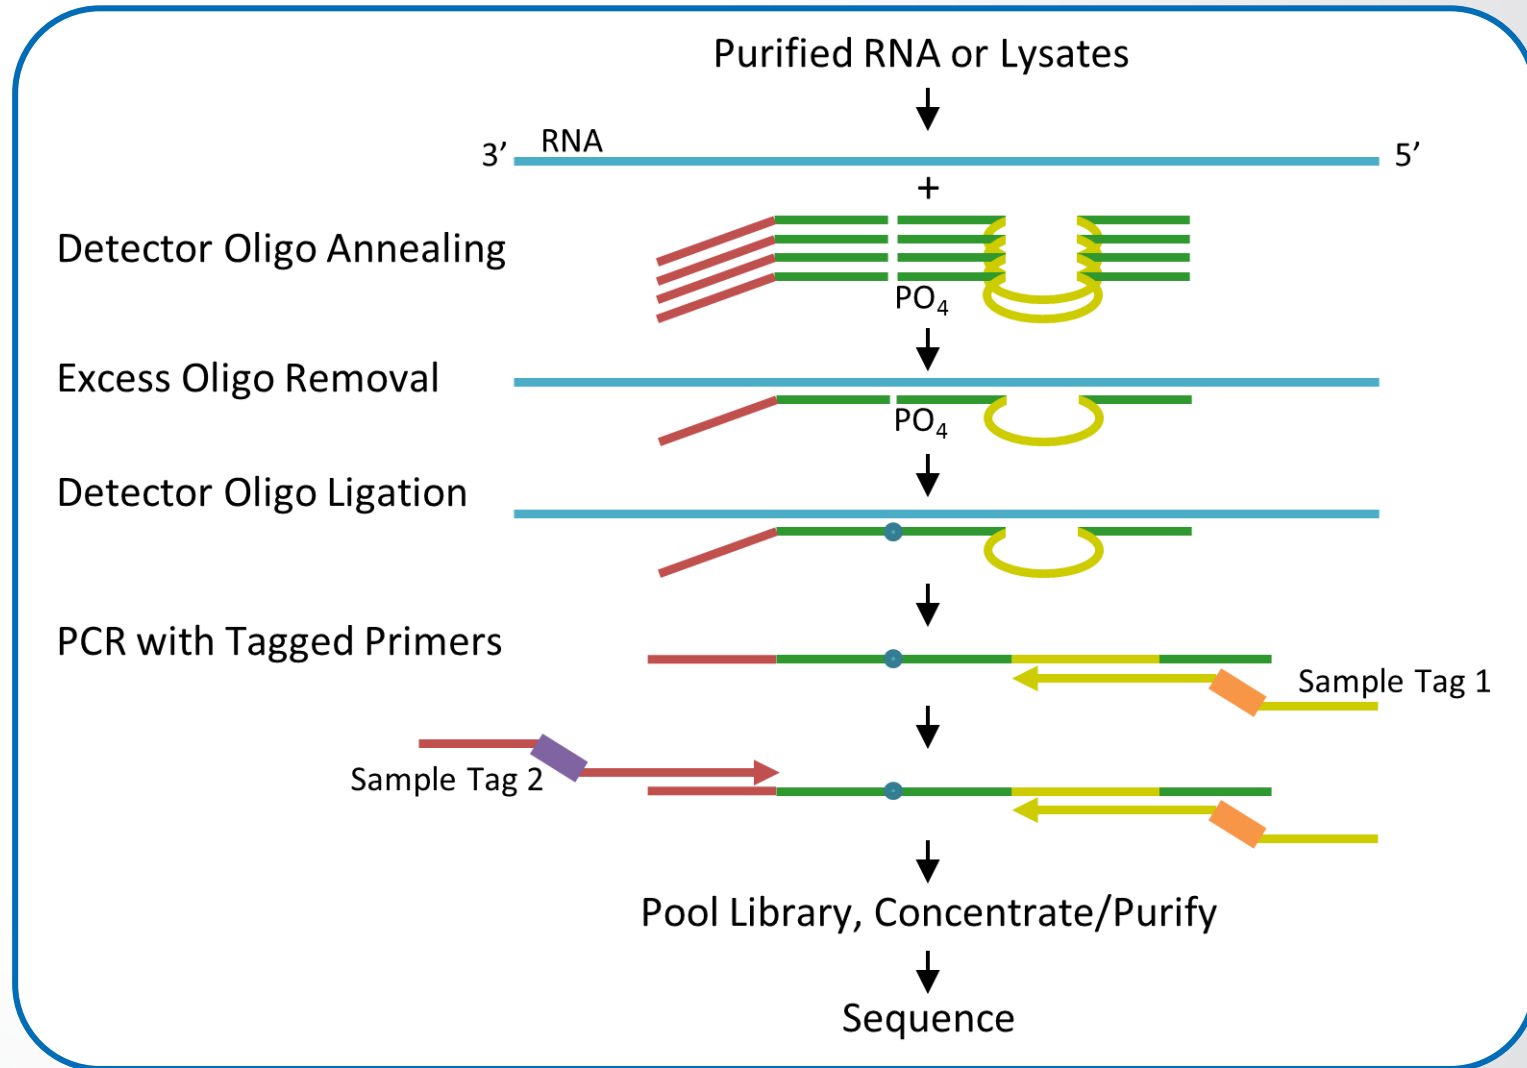 Purified RNA or Lysates
3’ RNA 5’
+
Detector Oligo Annealing
PO4
Excess Oligo Removal
PO4
Detector Oligo Ligation
PCR with Tagged Primers
Sample Tag 1
Sample Tag 2
Pool Library, Concentrate/Purify
Sequence